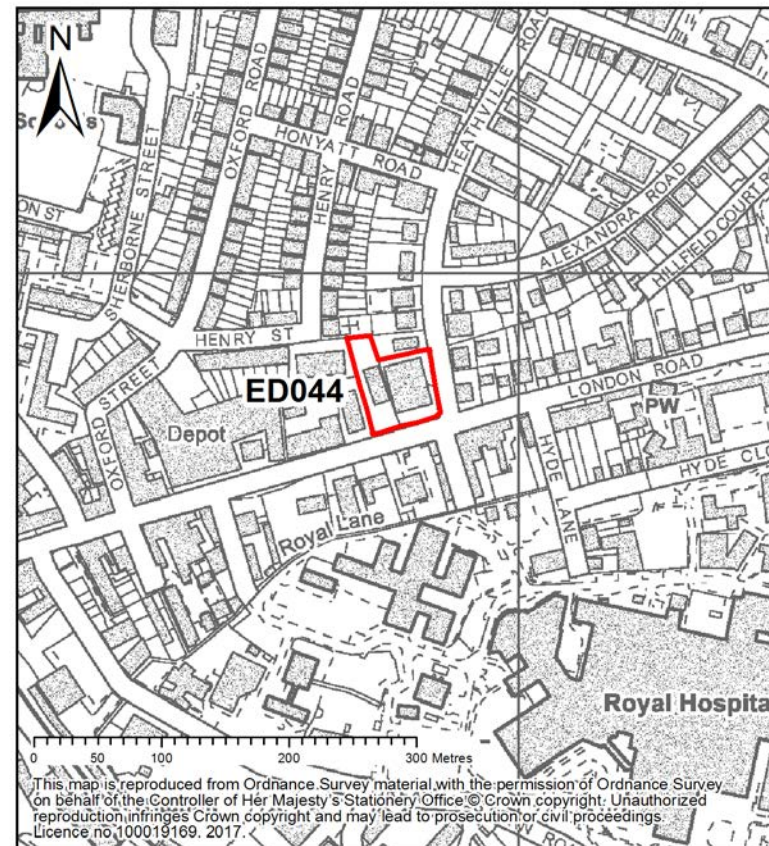 N
OXFORD ROAD
HENRY ROAD
HEATHVILLE ROAD
HONYATT ROAD
SHERBORNE STREET
ON ST
ALEXANDRA ROAD
HILLFIELD COURT R
HENRY ST
OXFORD STREET
ED044
LONDON ROAD
Depot
PW
HYDE LANE
HYDE CLO
Royal Lane
Royal Hospita
0 50 100 200 300 Metres
This map is reproduced from Ordnance Survey material with the permission of Ordnance Survey
on behalf of the Controller of Her Majesty's Stationery Office © Crown copyright. Unauthorized
reproduction infringes Crown copyright and may lead to prosecution or civil proceedings.
Licence no 100019169. 2017.